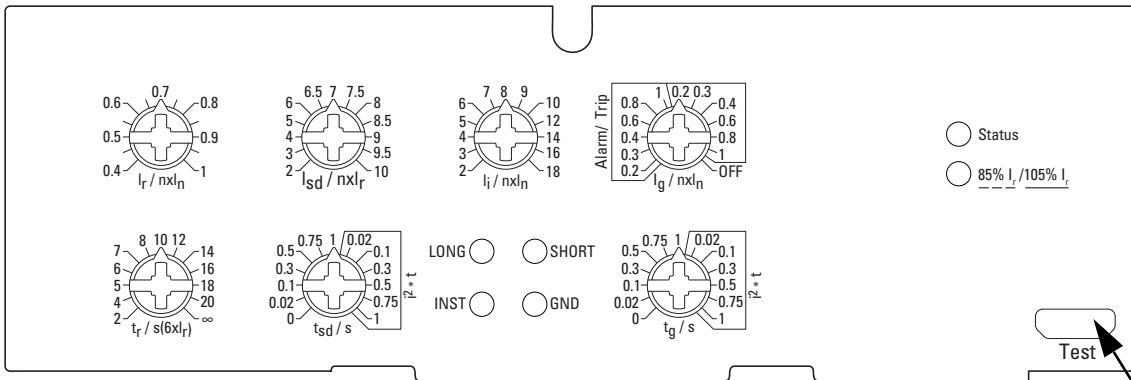 0.4 0.5 0.6 0.7 0.8 0.9 1
Ir / nxIn
2 3 4 5 6 6.5 7 7.5 8 8.5 9 9.5 10
Isd / nxIr
2 3 4 5 6 7 8 9 10 12 14 16 18
Ii / nxIn
Alarm/ Trip
0.2 0.3 0.4 0.6 0.8 1 0.2 0.3 0.4 0.6 0.8 1 OFF
Ig / nxIn
Status
85% Ir /105% Ir
2 4 5 6 7 8 10 12 14 16 18 20 ∞
tr / s(6xIr)
0 0.02 0.1 0.3 0.5 0.75 1 0.02 0.1 0.3 0.5 0.75 1
i² * t
tsd / s
LONG SHORT
INST GND
0 0.02 0.1 0.3 0.5 0.75 1 0.02 0.1 0.3 0.5 0.75 1
i² * t
tg / s
Test